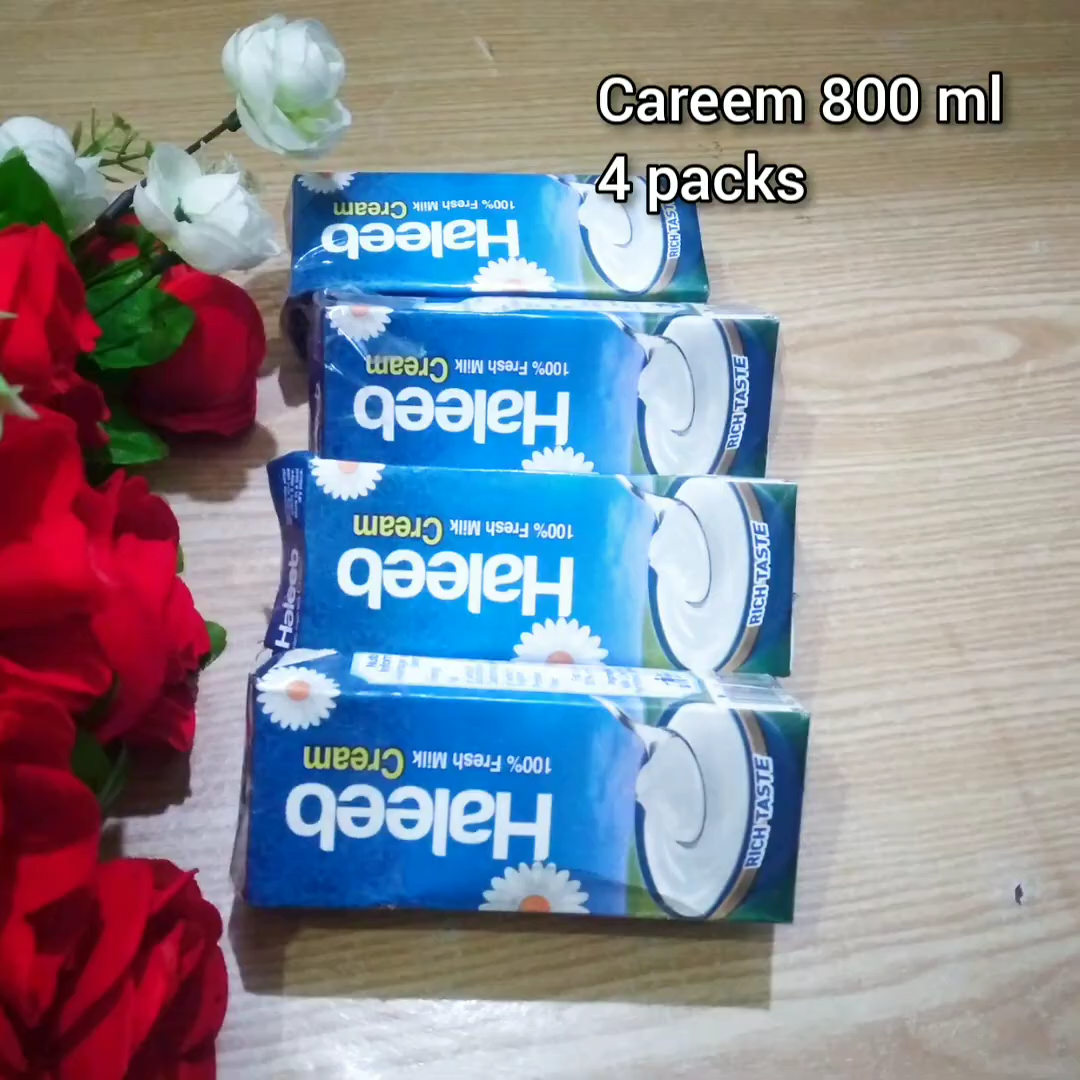 Careem 800 ml
4 packs
Haleeb
100% Fresh Milk Cream
RICH TASTE
Haleeb
100% Fresh Milk Cream
RICH TASTE
Haleeb
Haleeb
100% Fresh Milk Cream
RICH TASTE
Haleeb
100% Fresh Milk Cream
RICH TASTE